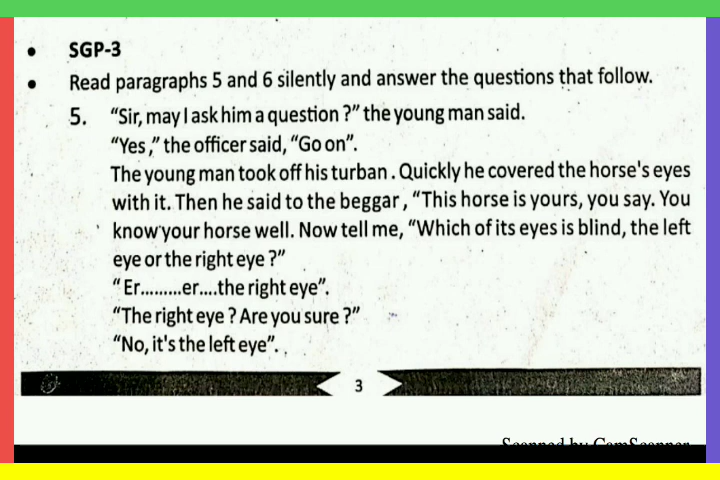 • SGP-3
• Read paragraphs 5 and 6 silently and answer the questions that follow.
5. “Sir, may I ask him a question ?” the young man said.
“Yes ,” the officer said, “Go on”.
The young man took off his turban . Quickly he covered the horse's eyes
with it. Then he said to the beggar , “This horse is yours, you say. You
know your horse well. Now tell me, “Which of its eyes is blind, the left
eye or the right eye ?”
“ Er.........er....the right eye”.
“The right eye ? Are you sure ?”
“No, it's the left eye”.
3
Scanned by CamScanner